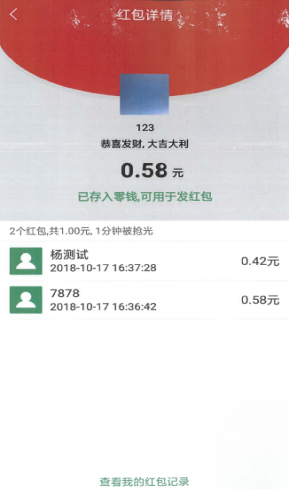 红包详情
123
恭喜发财,大吉大利
0.58 元
已存入零钱,可用于发红包
2个红包,共1.00元, 1分钟被抢光
杨测试
2018-10-17 16:37:28
0.42元
7878
2018-10-17 16:36:42
0.58元
查看我的红包记录